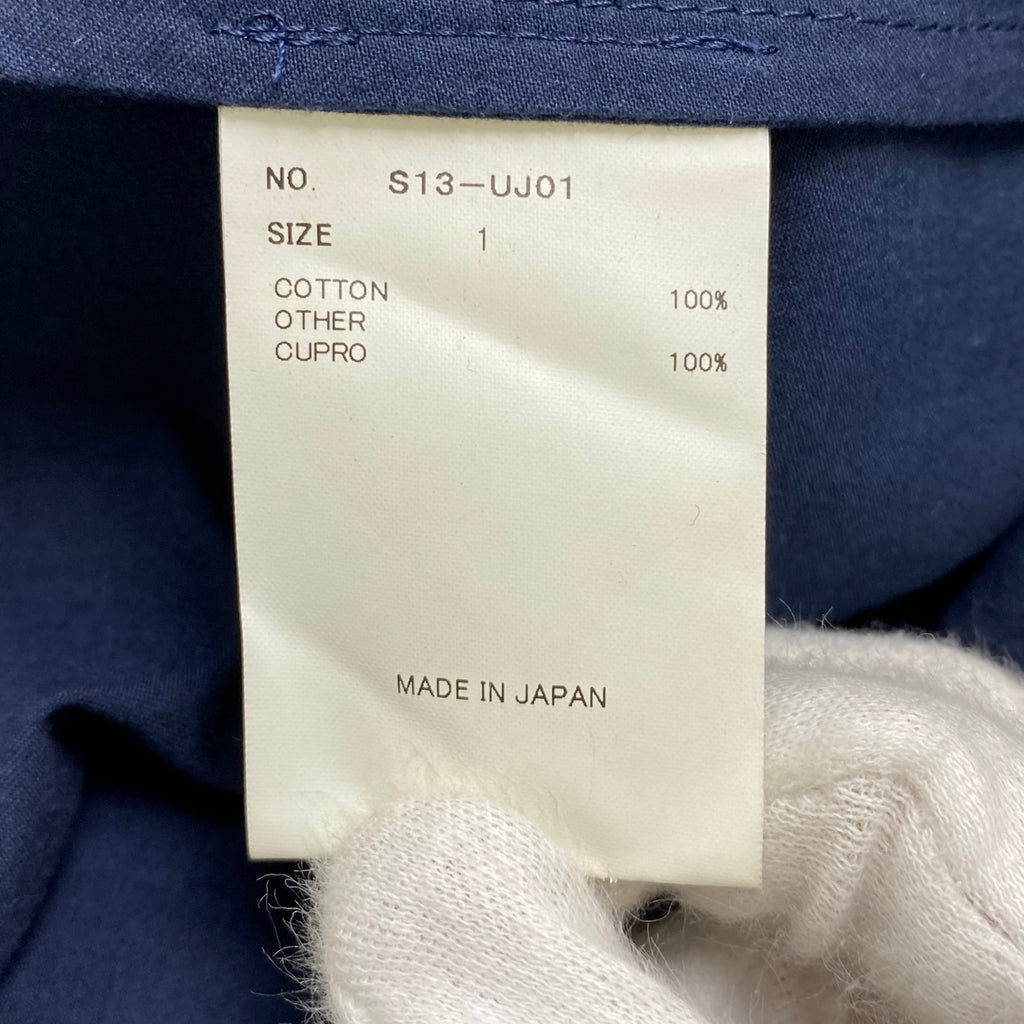 NO. S13-UJ01
SIZE 1
COTTON 100%
OTHER
CUPRO 100%
MADE IN JAPAN